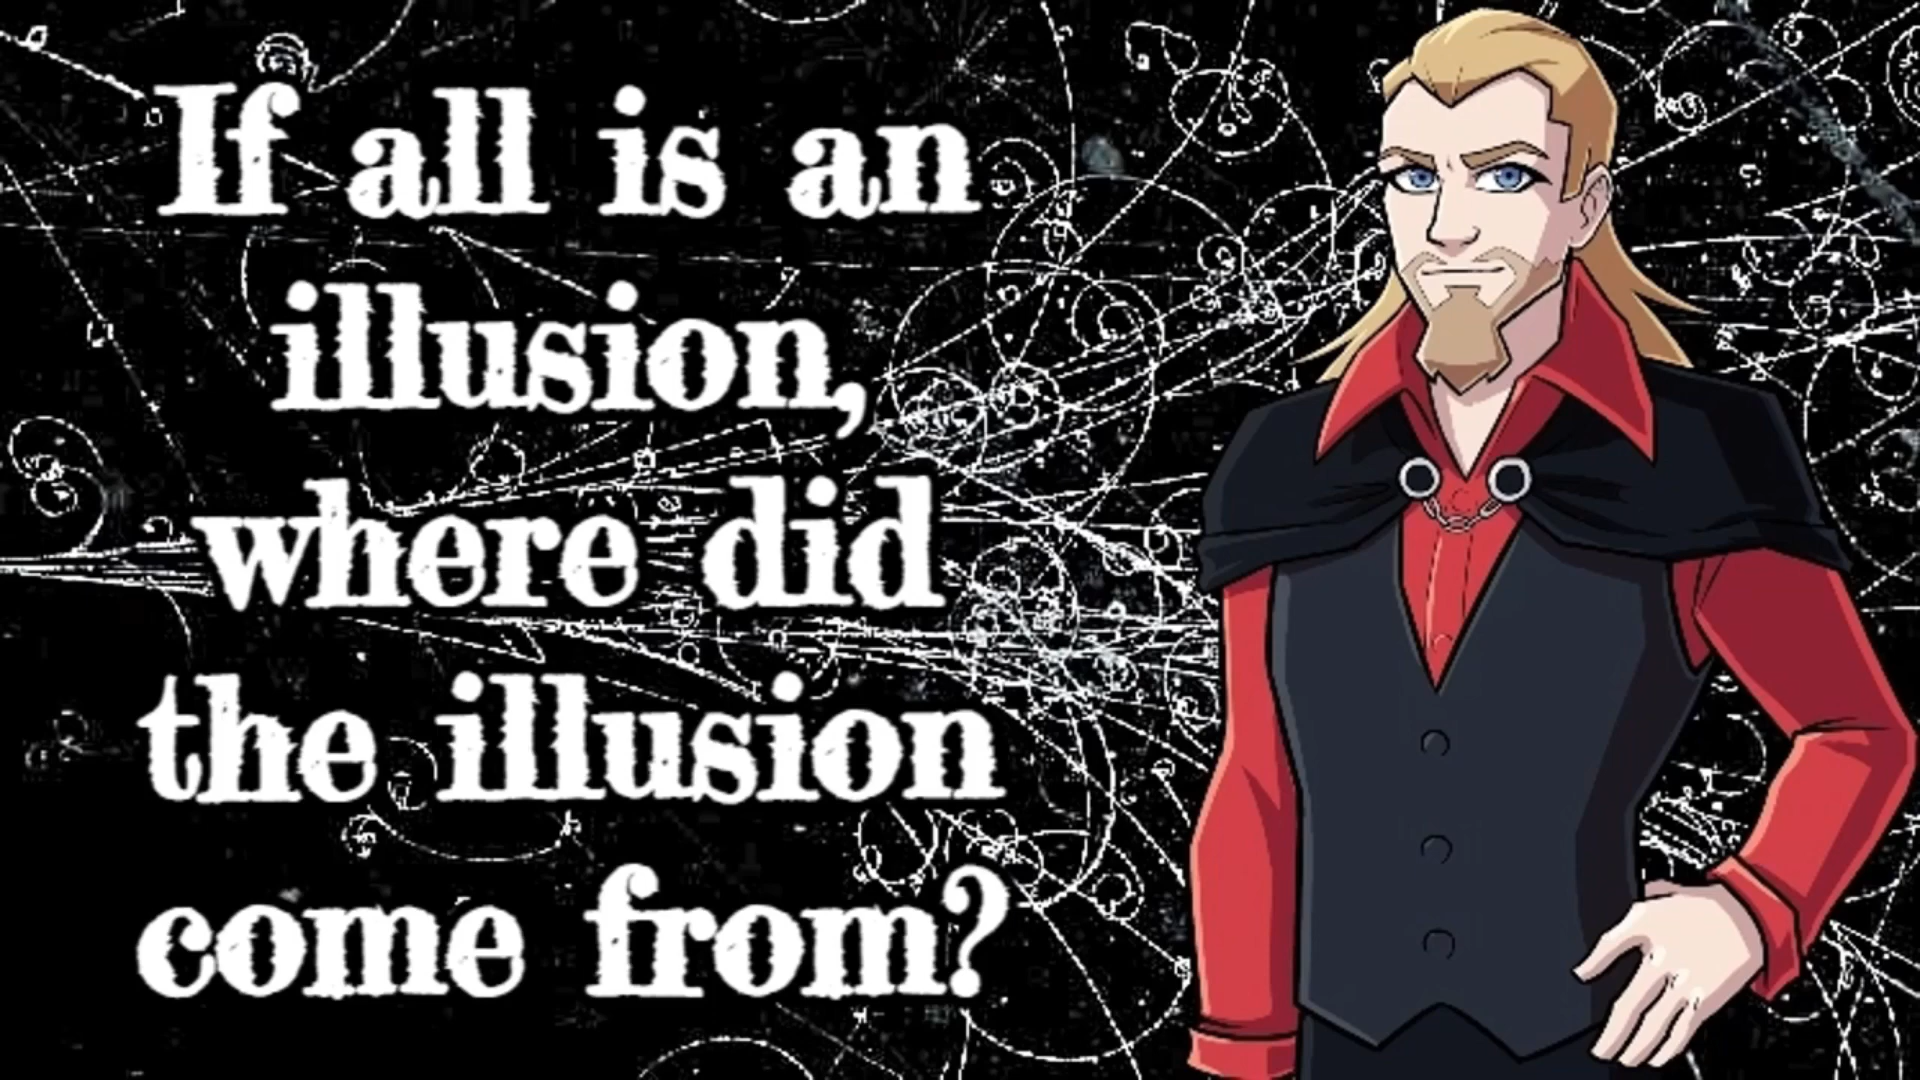 If all is an
illusion,
where did
the illusion
come from?